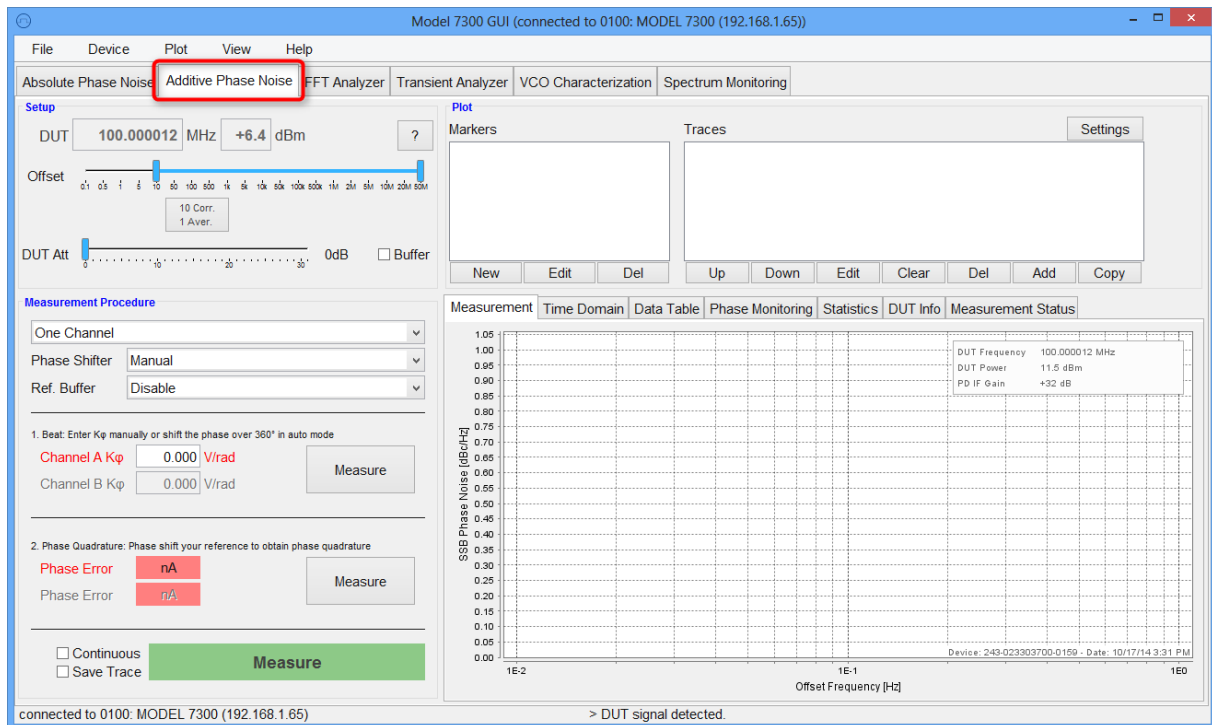 Model 7300 GUI (connected to 0100: MODEL 7300 (192.168.1.65))
File Device Plot View Help
Absolute Phase Noise Additive Phase Noise FFT Analyzer Transient Analyzer VCO Characterization Spectrum Monitoring
Setup
DUT 100.000012 MHz +6.4 dBm ?
Offset
0.1 0.5 1 5 10 50 100 500 1k 5k 10k 50k 100k 500k 1M 2M 5M 10M 20M 50M
10 Corr.
1 Aver.
DUT Att 0dB Buffer
0 10 20 30
Plot
Markers Traces Settings
New Edit Del Up Down Edit Clear Del Add Copy
Measurement Procedure
One Channel
Phase Shifter Manual
Ref. Buffer Disable
1. Beat: Enter Kφ manually or shift the phase over 360° in auto mode
Channel A Kφ 0.000 V/rad
Measure
Channel B Kφ 0.000 V/rad
2. Phase Quadrature: Phase shift your reference to obtain phase quadrature
Phase Error nA
Measure
Phase Error nA
Continuous
Save Trace
Measure
Measurement Time Domain Data Table Phase Monitoring Statistics DUT Info Measurement Status
SSB Phase Noise [dBc/Hz]
1.05
1.00
0.95
0.90
0.85
0.80
0.75
0.70
0.65
0.60
0.55
0.50
0.45
0.40
0.35
0.30
0.25
0.20
0.15
0.10
0.05
0.00
DUT Frequency 100.000012 MHz
DUT Power 11.5 dBm
PD IF Gain +32 dB
Device: 243-023303700-0159 - Date: 10/17/14 3:31 PM
1E-2 1E-1 1E0
Offset Frequency [Hz]
connected to 0100: MODEL 7300 (192.168.1.65) > DUT signal detected.